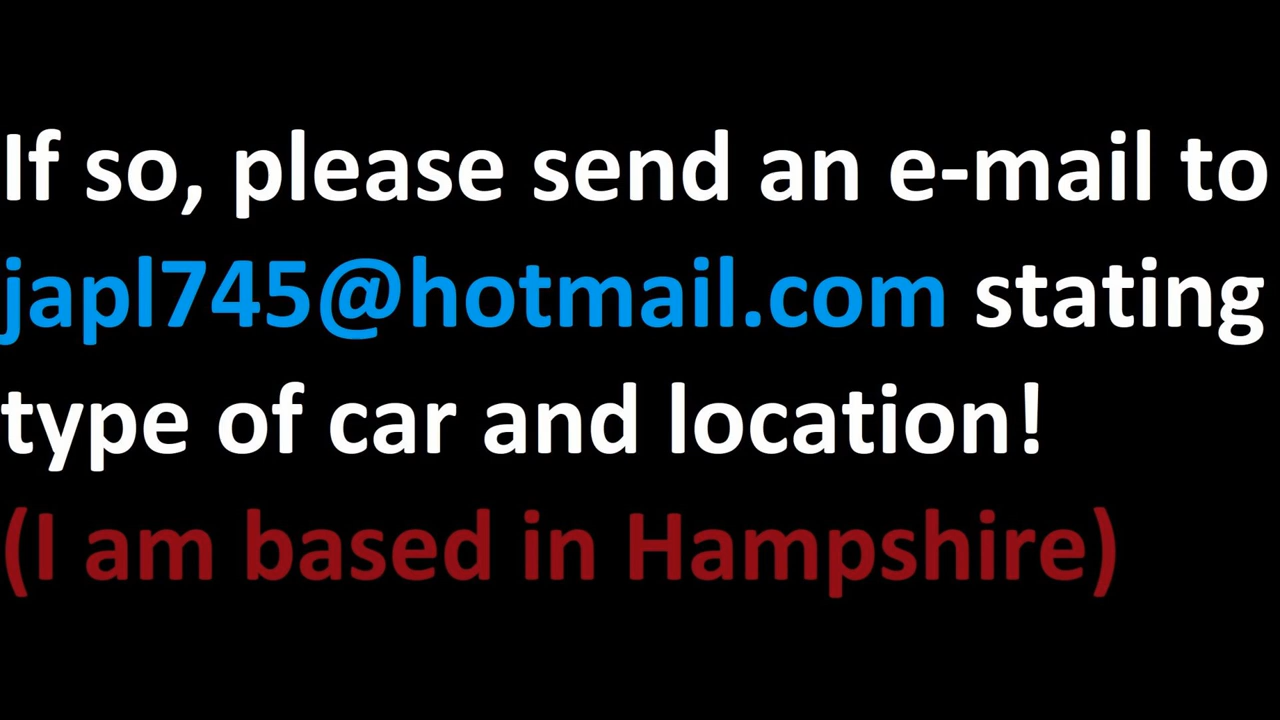 If so, please send an e-mail to
japl745@hotmail.com stating
type of car and location!
(I am based in Hampshire)